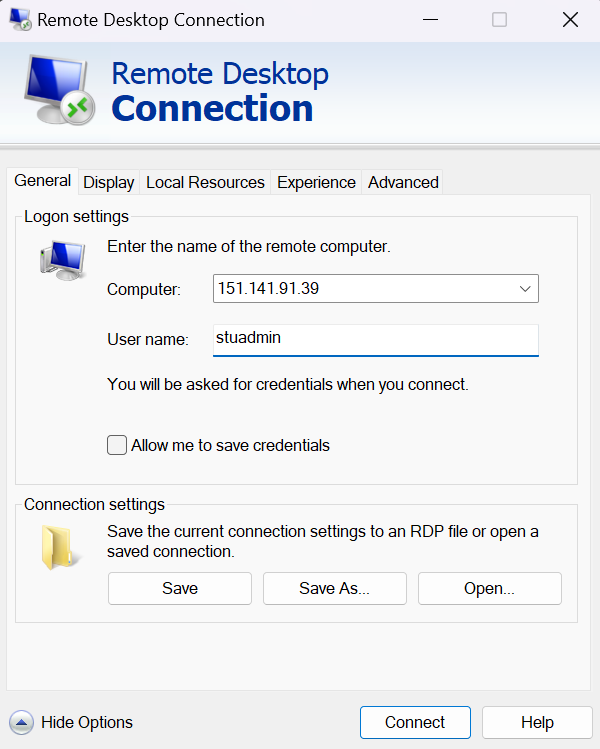 Remote Desktop Connection
Remote Desktop
Connection
General Display Local Resources Experience Advanced
Logon settings
Enter the name of the remote computer.
Computer: 151.141.91.39
User name: stuadmin
You will be asked for credentials when you connect.
Allow me to save credentials
Connection settings
Save the current connection settings to an RDP file or open a
saved connection.
Save Save As... Open...
Hide Options Connect Help